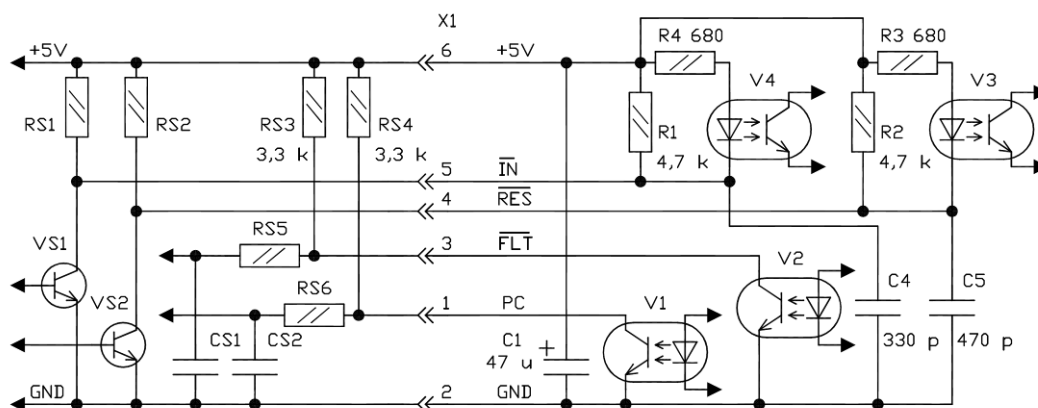 X1
R4 680
R3 680
+5V
6
+5V
V4
V3
RS1
RS2
RS3
RS4
R1
R2
3,3 k
3,3 k
4,7 k
4,7 k
5
IN
4
RES
RS5
3
FLT
VS1
V2
VS2
RS6
1
PC
V1
C4
C5
CS1
CS2
C1
+
47 u
330 p
470 p
GND
2
GND